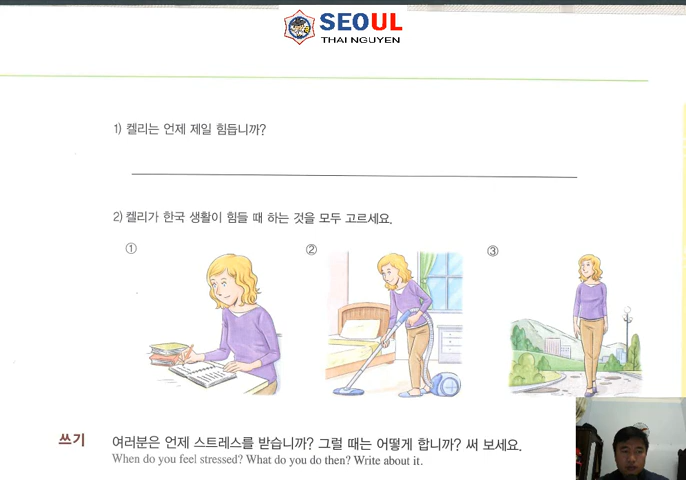 SEOUL
THAI NGUYEN
1) 켈리는 언제 제일 힘듭니까?
2) 켈리가 한국 생활이 힘들 때 하는 것을 모두 고르세요.
① ② ③
쓰기 여러분은 언제 스트레스를 받습니까? 그럴 때는 어떻게 합니까? 써 보세요.
When do you feel stressed? What do you do then? Write about it.